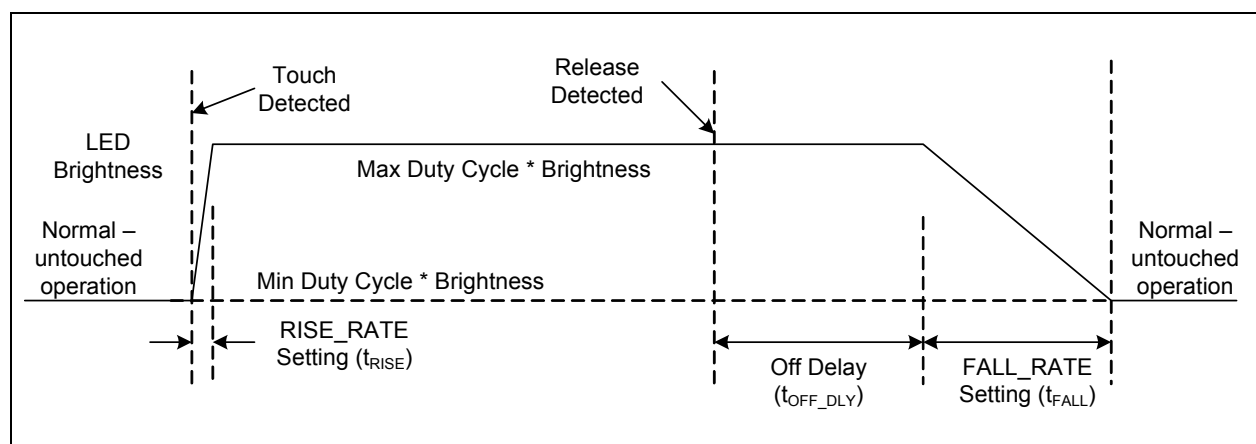 Touch
Detected
Release
Detected
LED
Brightness
Max Duty Cycle * Brightness
Normal –
untouched
operation
Min Duty Cycle * Brightness
Normal –
untouched
operation
RISE_RATE
Setting (tRISE)
Off Delay
(tOFF_DLY)
FALL_RATE
Setting (tFALL)